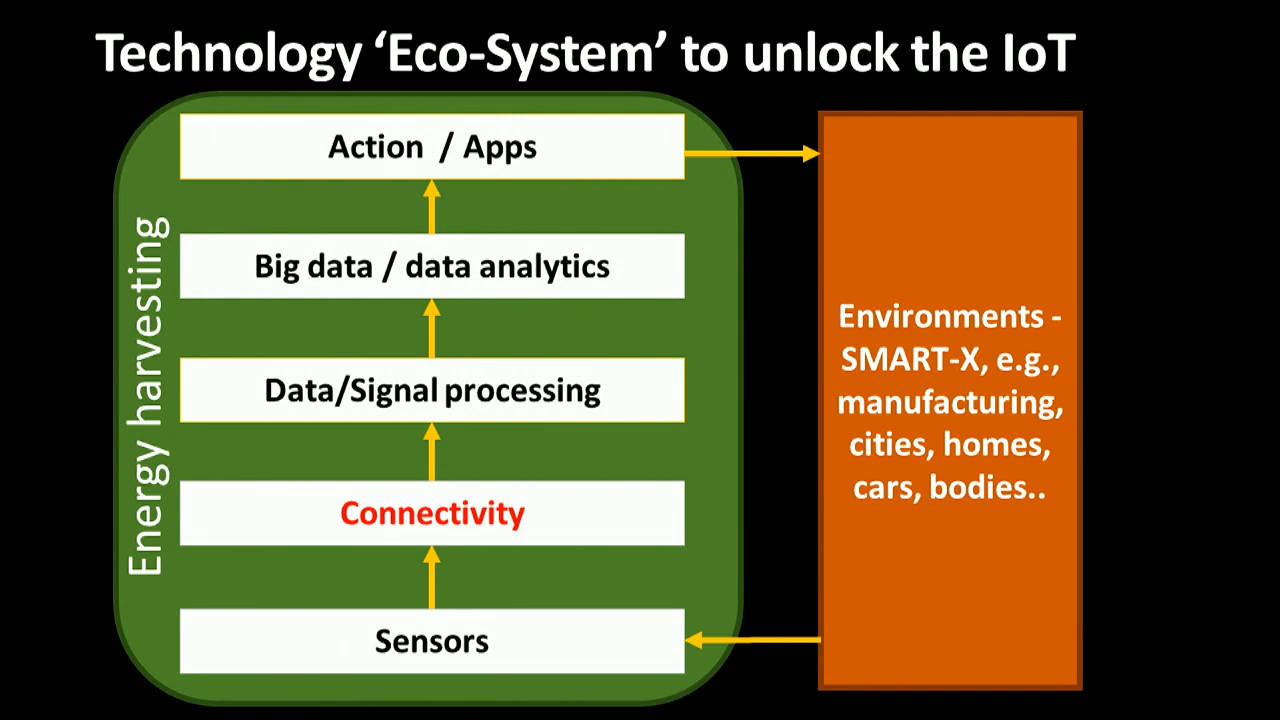 Technology ‘Eco-System’ to unlock the IoT
Energy harvesting
Action / Apps
Big data / data analytics
Data/Signal processing
Connectivity
Sensors
Environments -
SMART-X, e.g.,
manufacturing,
cities, homes,
cars, bodies..